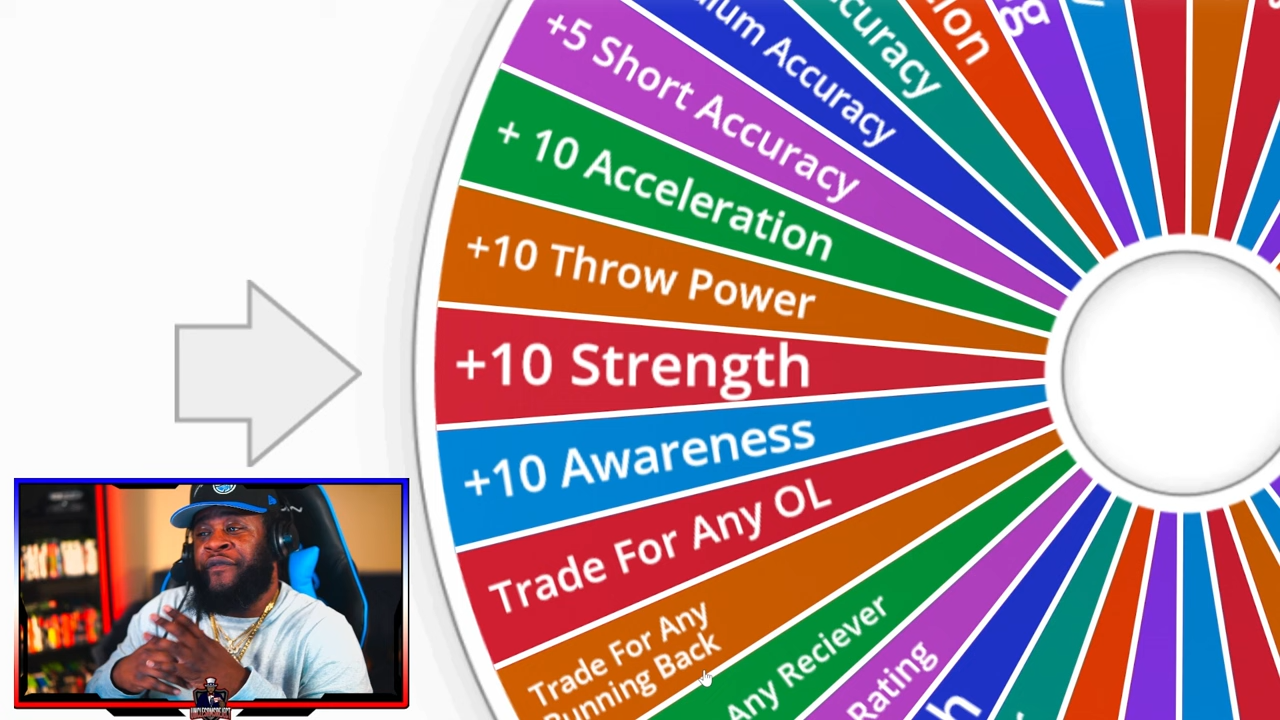 +5 Short Accuracy
Accuracy
+ 10 Acceleration
+10 Throw Power
+10 Strength
+10 Awareness
Trade For Any OL
Trade For Any
Running Back
Any Reciever
Rating